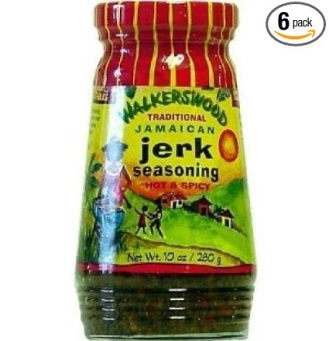 6
pack
WALKERSWOOD
TRADITIONAL
JAMAICAN
jerk
seasoning
HOT & SPICY
Net Wt. 10 oz / 280 g